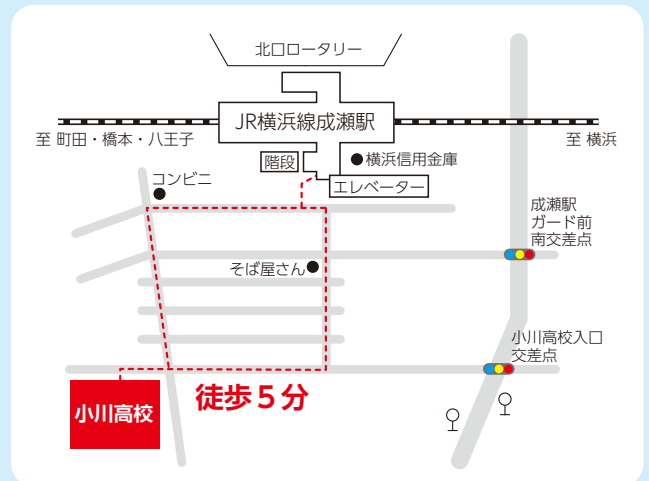 北口ロータリー
JR横浜線成瀬駅
至 町田・橋本・八王子
至 横浜
階段
横浜信用金庫
エレベーター
コンビニ
成瀬駅
ガード前
南交差点
そば屋さん
小川高校入口
交差点
徒歩5分
小川高校